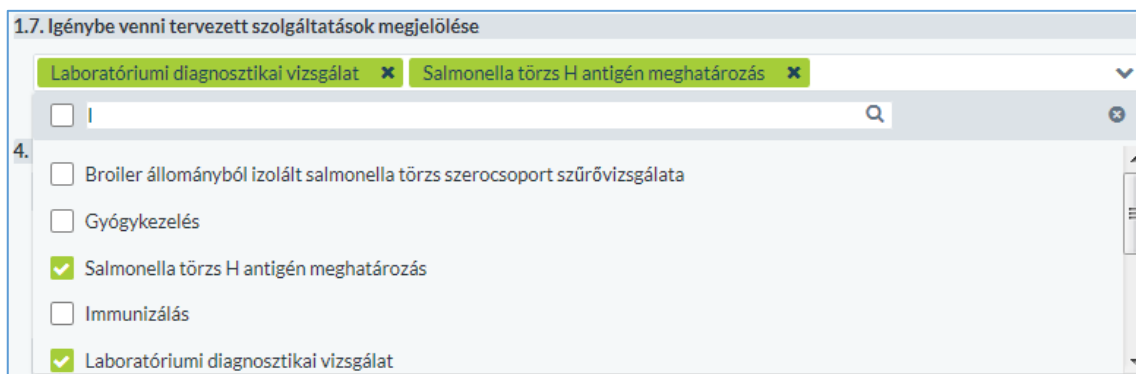 1.7. Igénybe venni tervezett szolgáltatások megjelölése
Laboratóriumi diagnosztikai vizsgálat Salmonella törzs H antigén meghatározás
4.
Broiler állományból izolált salmonella törzs szerocsoport szűrővizsgálata
Gyógykezelés
Salmonella törzs H antigén meghatározás
Immunizálás
Laboratóriumi diagnosztikai vizsgálat